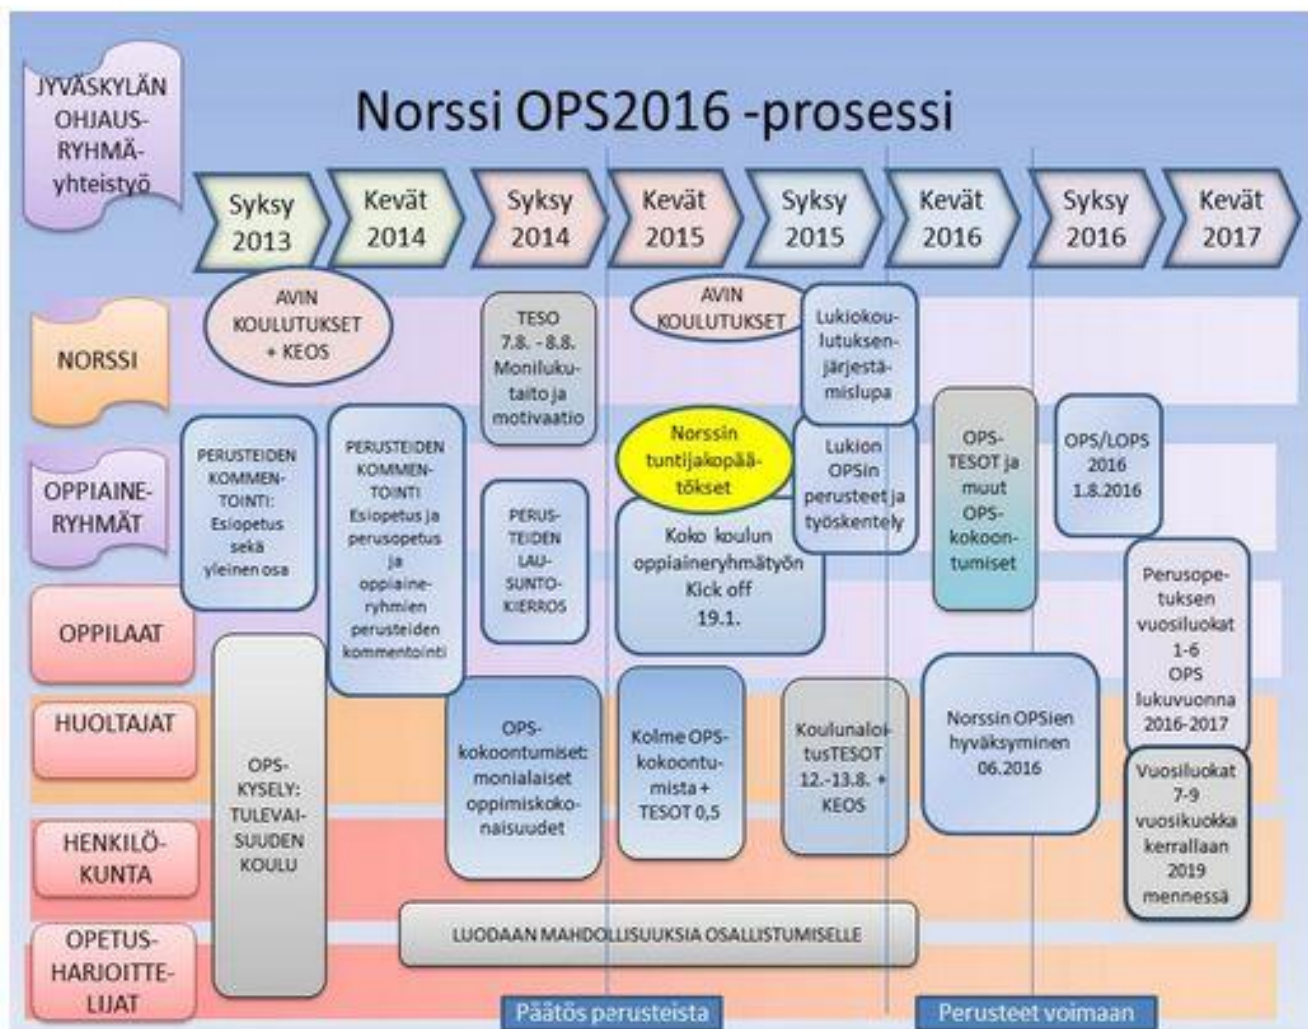 JYVÄSKYLÄN
OHJAUS-
RYHMÄ-
yhteistyö
Norssi OPS2016 -prosessi
Syksy
2013
Kevät
2014
Syksy
2014
Kevät
2015
Syksy
2015
Kevät
2016
Syksy
2016
Kevät
2017
NORSSI
OPPIAINE-
RYHMÄT
OPPILAAT
HUOLTAJAT
HENKILÖ-
KUNTA
OPETUS-
HARJOITTE-
LIJAT
AVIN
KOULUTUKSET
+ KEOS
PERUSTEIDEN
KOMMEN-
TOINTI:
Esiopetus
sekä
yleinen osa
OPS-
KYSELY:
TULEVAI-
SUUDEN
KOULU
PERUSTEIDEN
KOMMEN-
TOINTI
Esiopetus ja
perusopetus
ja
oppiaine-
ryhmien
perusteiden
kommentointi
TESO
7.8. - 8.8.
Moniluku-
taito ja
motivaatio
PERUS-
TEIDEN
LAU-
SUNTO-
KIERROS
OPS-
kokoontumiset:
monialaiset
oppimiskoko-
naisuudet
AVIN
KOULUTUKSET
Norssin
tuntijakopää-
tökset
Koko koulun
oppiaineryhmätyön
Kick off
19.1.
Kolme OPS-
kokoontu-
mista +
TESOT 0,5
Lukiokou-
lutuksen-
järjestä-
mislupa
Lukion
OPSin
perusteet ja
työskentely
Koulunaloi-
tusTESOT
12.-13.8. +
KEOS
OPS-
TESOT ja
muut
OPS-
kokoon-
tumiset
Norssin OPSien
hyväksyminen
06.2016
OPS/LOPS
2016
1.8.2016
Perusope-
tuksen
vuosiluokat
1-6
OPS
lukuvuonna
2016-2017
Vuosiluokat
7-9
vuosikuokka
kerrallaan
2019
mennessä
LUODAAN MAHDOLLISUUKSIA OSALLISTUMISELLE
Päätös perusteista
Perusteet voimaan